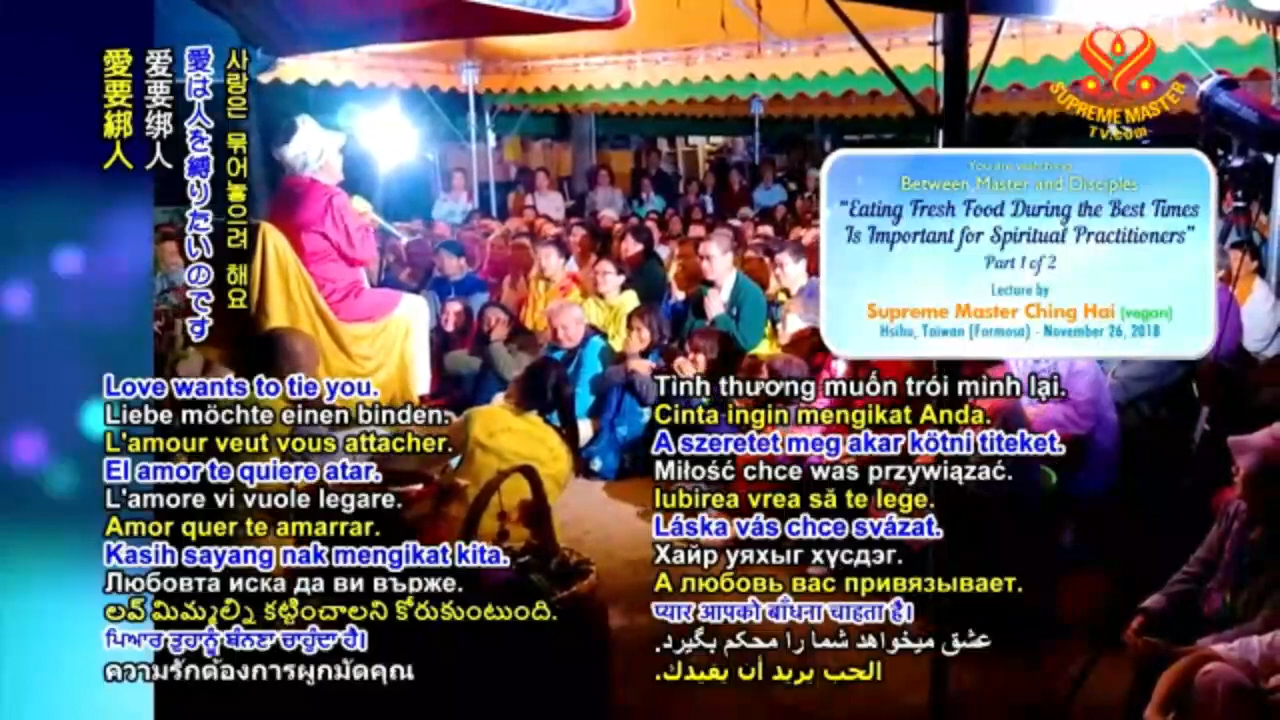 愛要綁人
爱要绑人
愛は人を縛りたいのです
사랑은 묶어놓으려 해요
SUPREME MASTER
TV.com
You are watching
Between Master and Disciples
“Eating Fresh Food During the Best Times
Is Important for Spiritual Practitioners”
Part 1 of 2
Lecture by
Supreme Master Ching Hai (vegan)
Hsihu, Taiwan (Formosa) - November 26, 2018
Love wants to tie you.
Liebe möchte einen binden.
L'amour veut vous attacher.
El amor te quiere atar.
L'amore vi vuole legare.
Amor quer te amarrar.
Kasih sayang nak mengikat kita.
Любовта иска да ви върже.
లవ్ మిమ్మల్ని కట్టించాలని కోరుకుంటుంది.
ਪਿਆਰ ਤੁਹਾਨੂੰ ਬੰਨਣਾ ਚਾਹੁੰਦਾ ਹੈ।
ความรักต้องการผูกมัดคุณ
Tình thương muốn trói mình lại.
Cinta ingin mengikat Anda.
A szeretet meg akar kötni titeket.
Miłość chce was przywiązać.
Iubirea vrea să te lege.
Láska vás chce svázat.
Хайр уяхыг хүсдэг.
А любовь вас привязывает.
प्यार आपको बाँधना चाहता है।
عشق میخواهد شما را محکم بگیرد.
الحب يريد أن يقيدك.